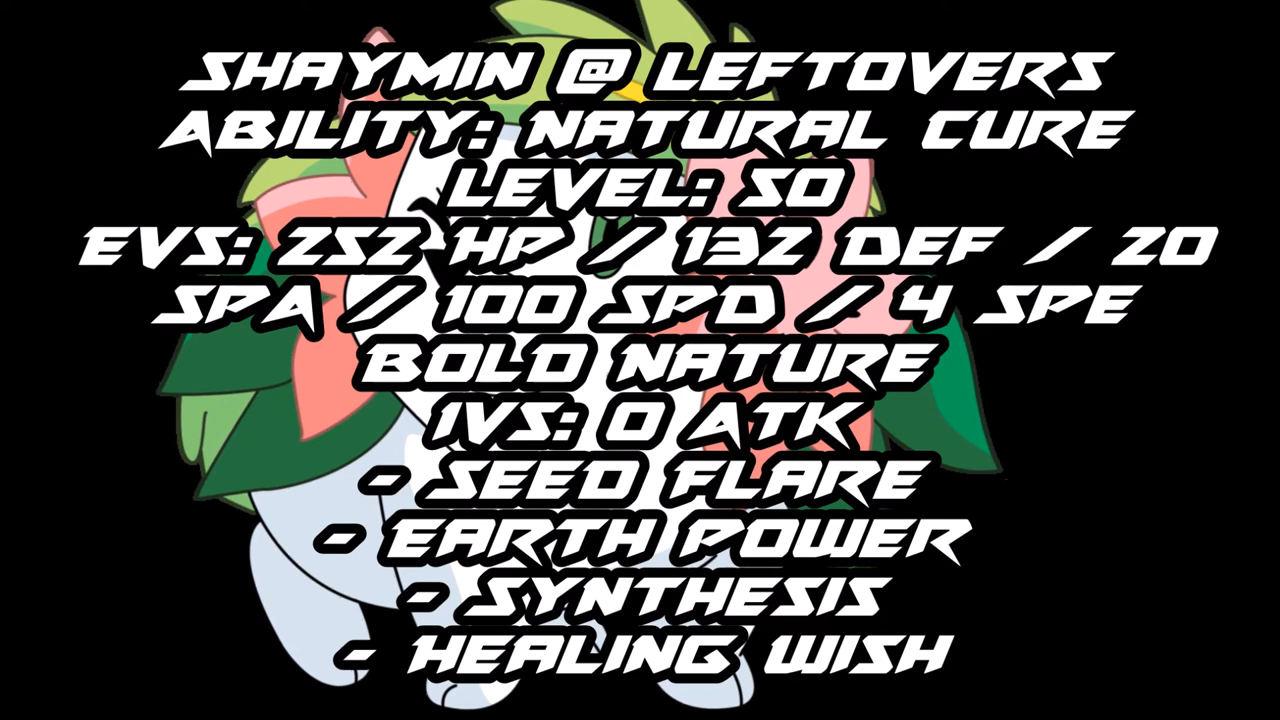 SHAYMIN @ LEFTOVERS
ABILITY: NATURAL CURE
LEVEL: 50
EVS: 252 HP / 132 DEF / 20
SPA / 100 SPD / 4 SPE
BOLD NATURE
IVS: 0 ATK
- SEED FLARE
- EARTH POWER
- SYNTHESIS
- HEALING WISH